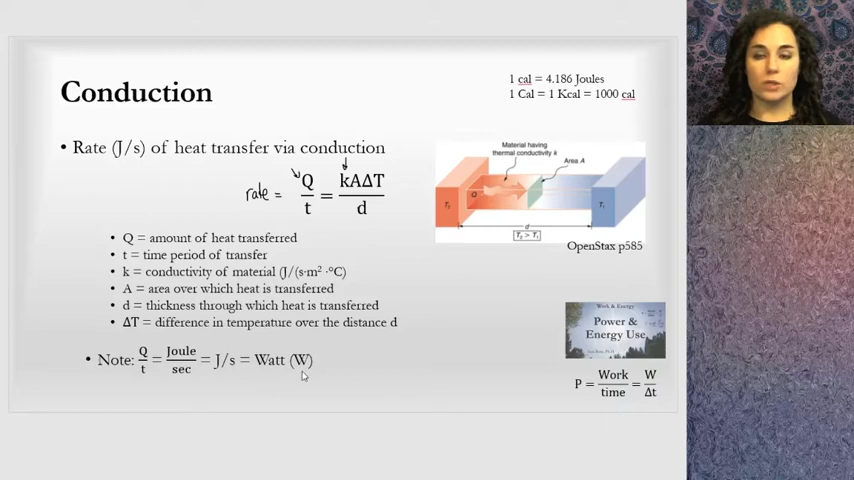 Conduction
1 cal = 4.186 Joules
1 Cal = 1 Kcal = 1000 cal
• Rate (J/s) of heat transfer via conduction
rate = Q/t = kAΔT/d
• Q = amount of heat transferred
• t = time period of transfer
• k = conductivity of material (J/(s·m² ·°C)
• A = area over which heat is transferred
• d = thickness through which heat is transferred
• ΔT = difference in temperature over the distance d
• Note: Q/t = Joule/sec = J/s = Watt (W)
Material having
thermal conductivity k
Area A
Q
T₂
T₁
d
T₂ > T₁
OpenStax p585
Work & Energy
Power &
Energy Use
P = Work/time = W/Δt